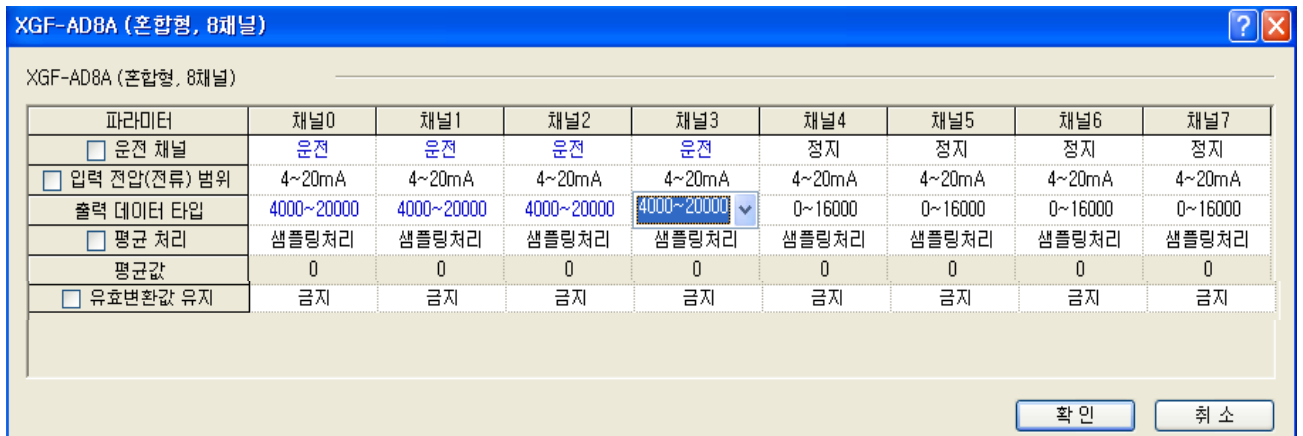 XGF-AD8A (혼합형, 8채널)
XGF-AD8A (혼합형, 8채널)
파라미터 채널0 채널1 채널2 채널3 채널4 채널5 채널6 채널7
운전 채널 운전 운전 운전 운전 정지 정지 정지 정지
입력 전압(전류) 범위 4~20mA 4~20mA 4~20mA 4~20mA 4~20mA 4~20mA 4~20mA 4~20mA
출력 데이터 타입 4000~20000 4000~20000 4000~20000 4000~20000 0~16000 0~16000 0~16000 0~16000
평균 처리 샘플링처리 샘플링처리 샘플링처리 샘플링처리 샘플링처리 샘플링처리 샘플링처리 샘플링처리
평균값 0 0 0 0 0 0 0 0
유효변환값 유지 금지 금지 금지 금지 금지 금지 금지 금지
확인 취소